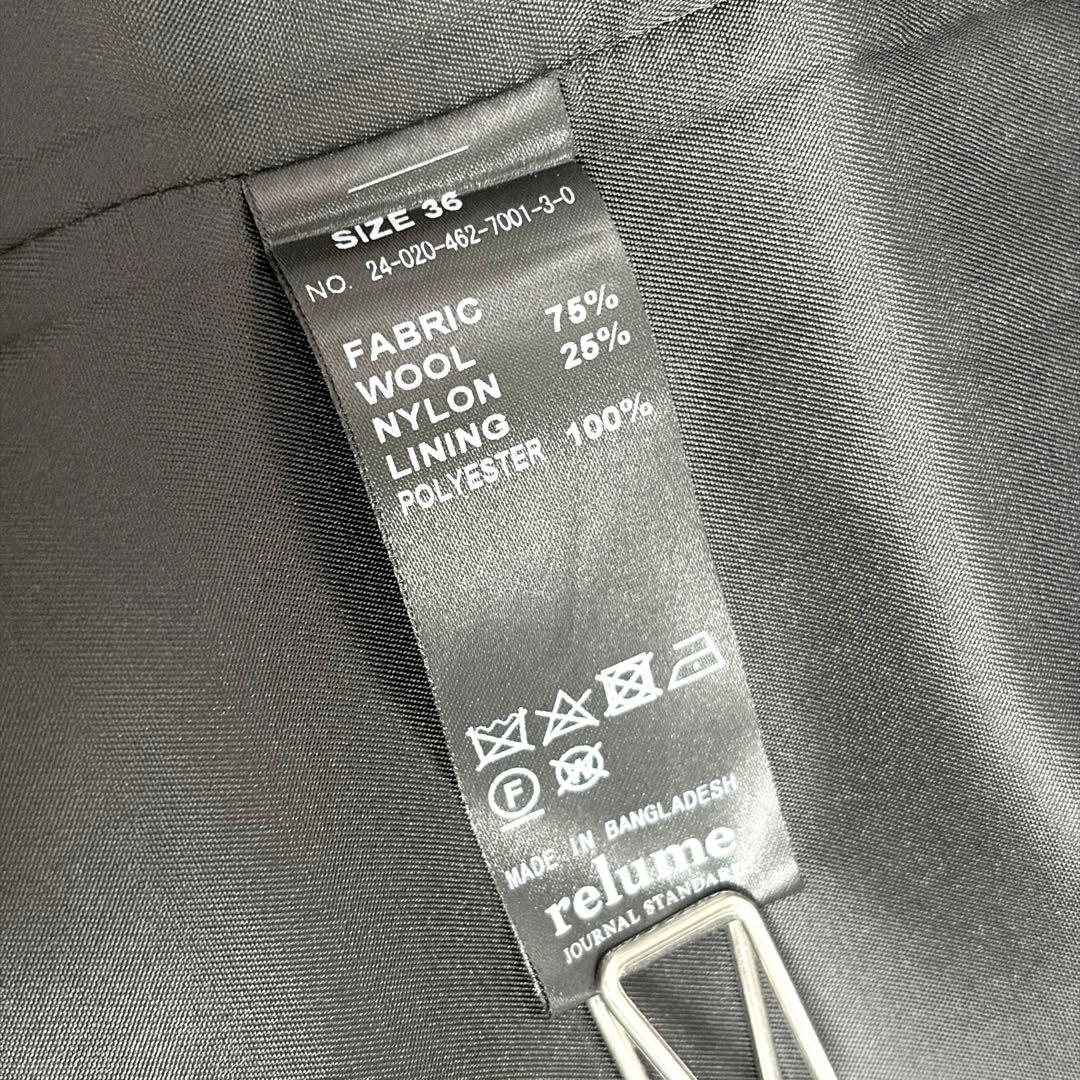 SIZE 36
NO. 24-020-462-7001-3-0
FABRIC
WOOL 75%
NYLON 25%
LINING
POLYESTER 100%
F W
MADE IN BANGLADESH
relume
JOURNAL STANDARD